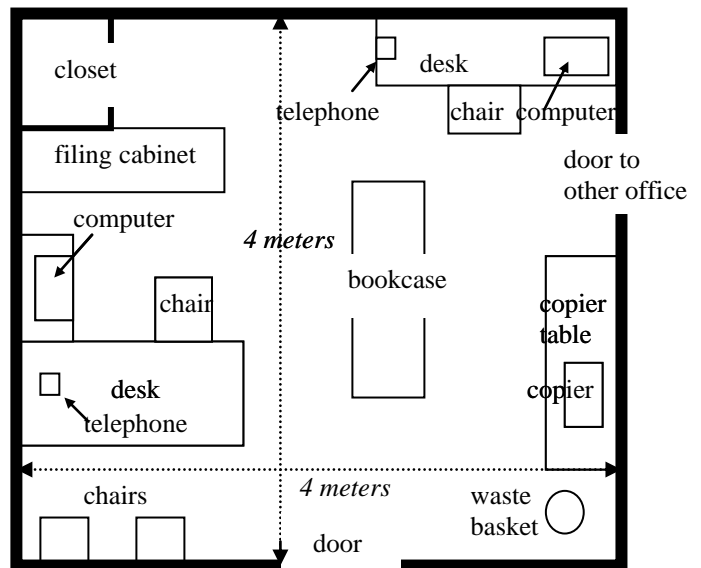 closet
desk
telephone
chair
computer
filing cabinet
door to
other office
computer
4 meters
bookcase
chair
copier
table
desk
copier
telephone
chairs
4 meters
waste
basket
door